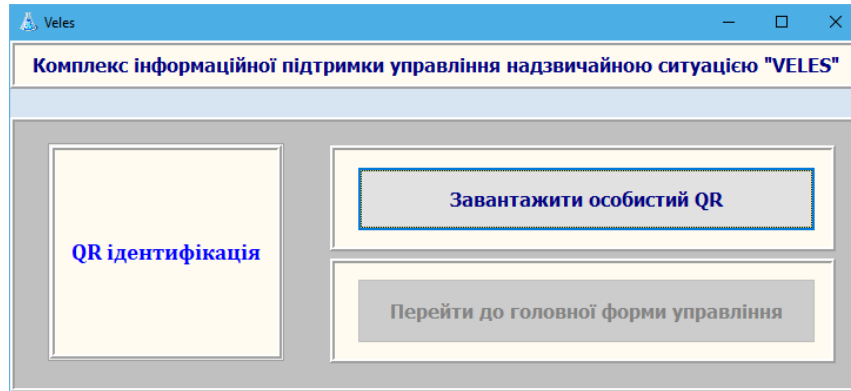 Veles
Комплекс інформаційної підтримки управління надзвичайною ситуацією "VELES"
QR ідентифікація
Завантажити особистий QR
Перейти до головної форми управління